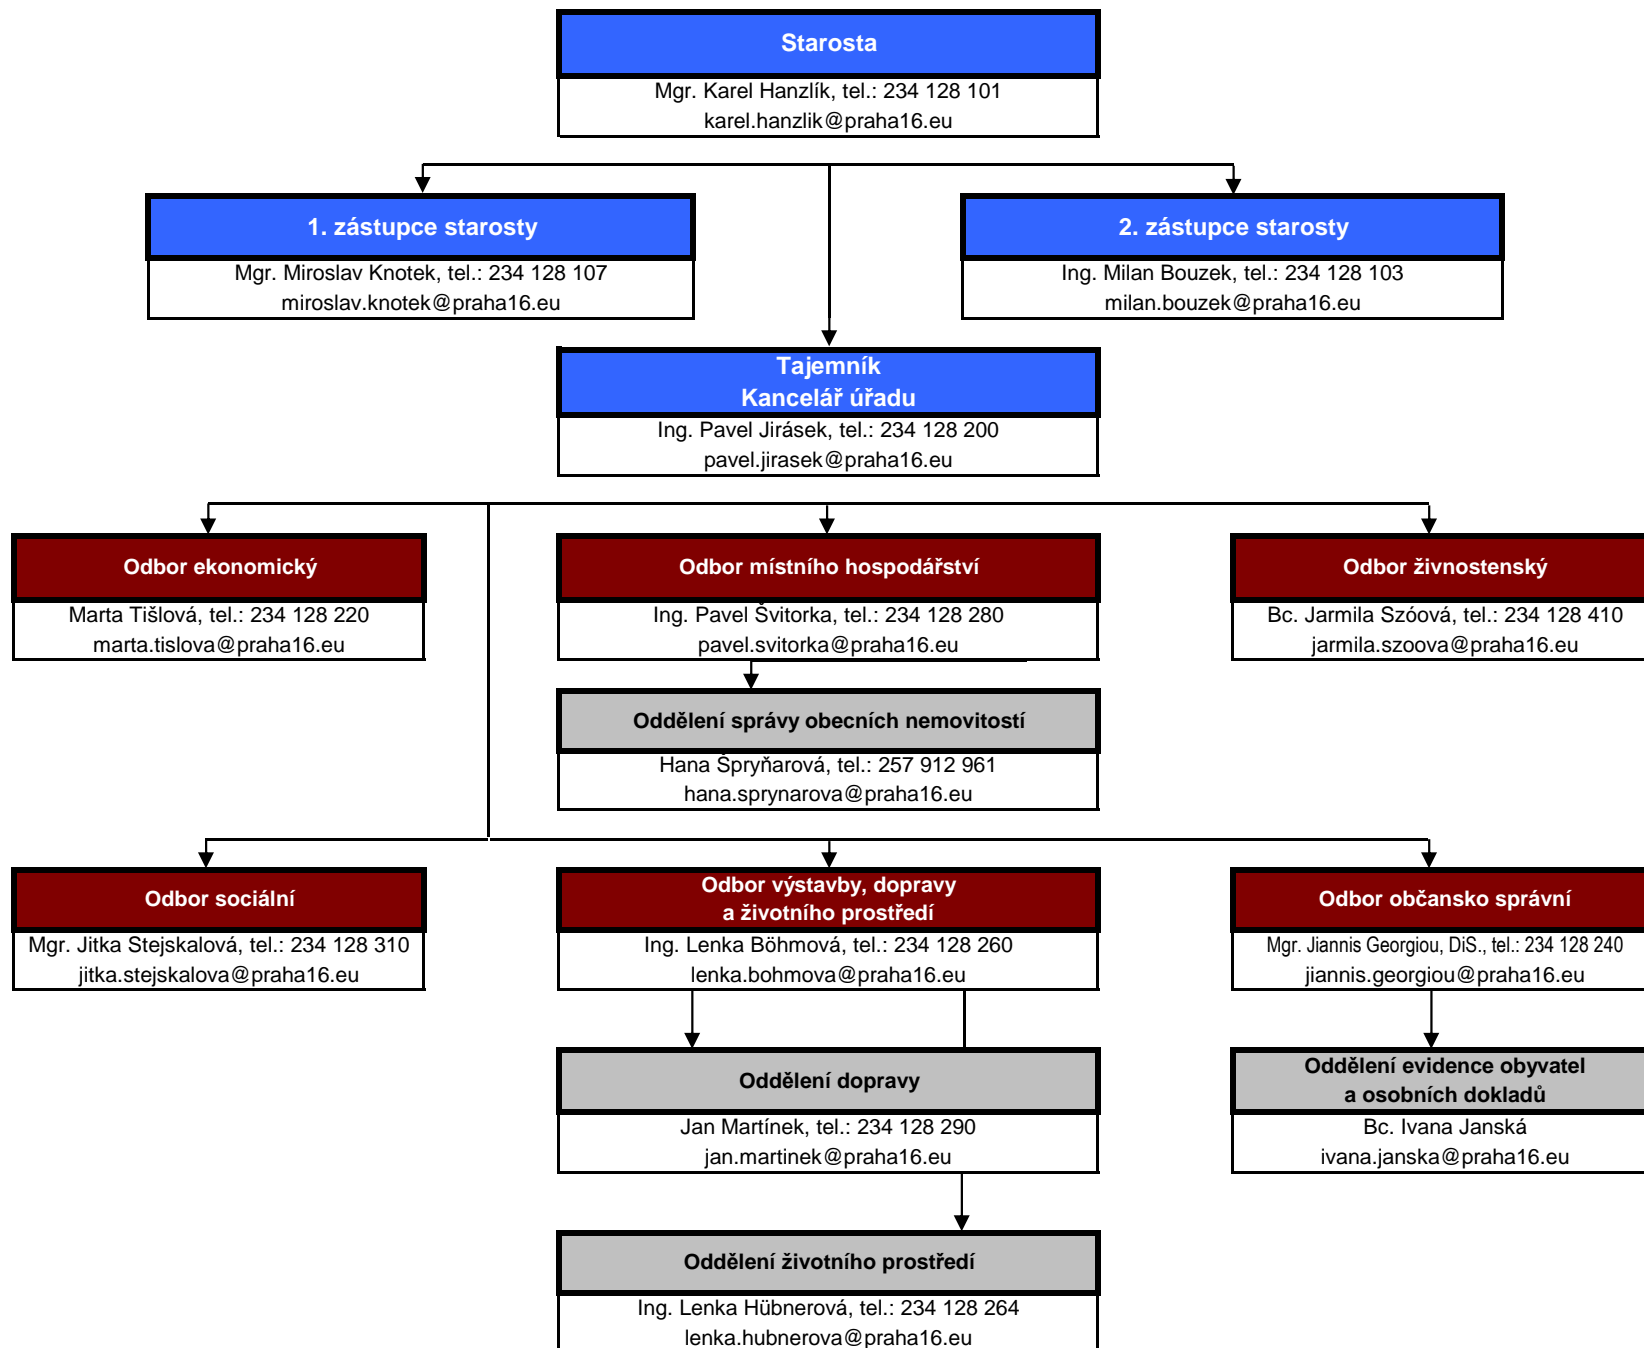 Starosta
Mgr. Karel Hanzlík, tel.: 234 128 101
karel.hanzlik@praha16.eu
1. zástupce starosty
Mgr. Miroslav Knotek, tel.: 234 128 107
miroslav.knotek@praha16.eu
2. zástupce starosty
Ing. Milan Bouzek, tel.: 234 128 103
milan.bouzek@praha16.eu
Tajemník
Kancelář úřadu
Ing. Pavel Jirásek, tel.: 234 128 200
pavel.jirasek@praha16.eu
Odbor ekonomický
Marta Tišlová, tel.: 234 128 220
marta.tislova@praha16.eu
Odbor místního hospodářství
Ing. Pavel Švitorka, tel.: 234 128 280
pavel.svitorka@praha16.eu
Odbor živnostenský
Bc. Jarmila Szóová, tel.: 234 128 410
jarmila.szoova@praha16.eu
Oddělení správy obecních nemovitostí
Hana Špryňarová, tel.: 257 912 961
hana.sprynarova@praha16.eu
Odbor sociální
Mgr. Jitka Stejskalová, tel.: 234 128 310
jitka.stejskalova@praha16.eu
Odbor výstavby, dopravy
a životního prostředí
Ing. Lenka Böhmová, tel.: 234 128 260
lenka.bohmova@praha16.eu
Odbor občansko správní
Mgr. Jiannis Georgiou, DiS., tel.: 234 128 240
jiannis.georgiou@praha16.eu
Oddělení dopravy
Jan Martínek, tel.: 234 128 290
jan.martinek@praha16.eu
Oddělení evidence obyvatel
a osobních dokladů
Bc. Ivana Janská
ivana.janska@praha16.eu
Oddělení životního prostředí
Ing. Lenka Hübnerová, tel.: 234 128 264
lenka.hubnerova@praha16.eu